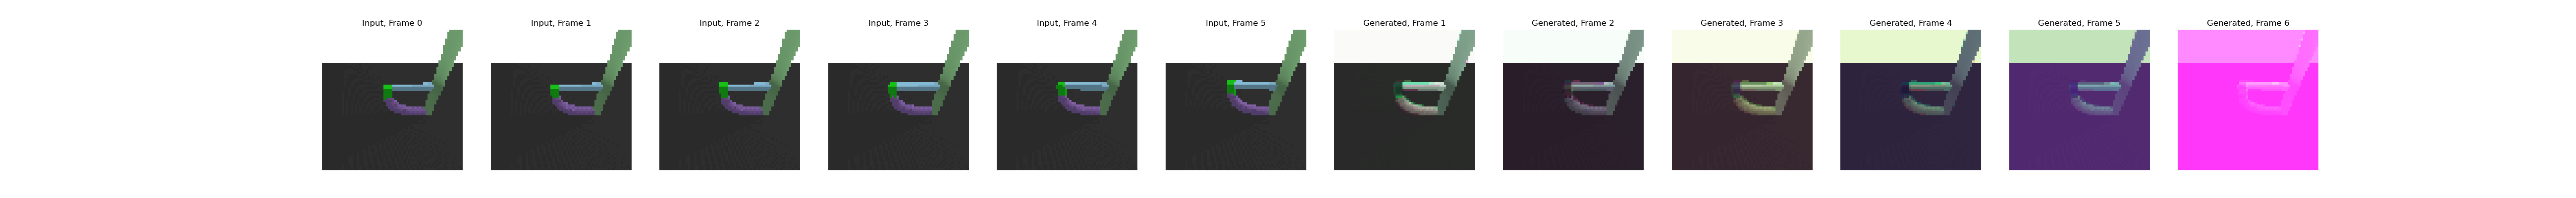 Input, Frame 0
Input, Frame 1
Input, Frame 2
Input, Frame 3
Input, Frame 4
Input, Frame 5
Generated, Frame 1
Generated, Frame 2
Generated, Frame 3
Generated, Frame 4
Generated, Frame 5
Generated, Frame 6